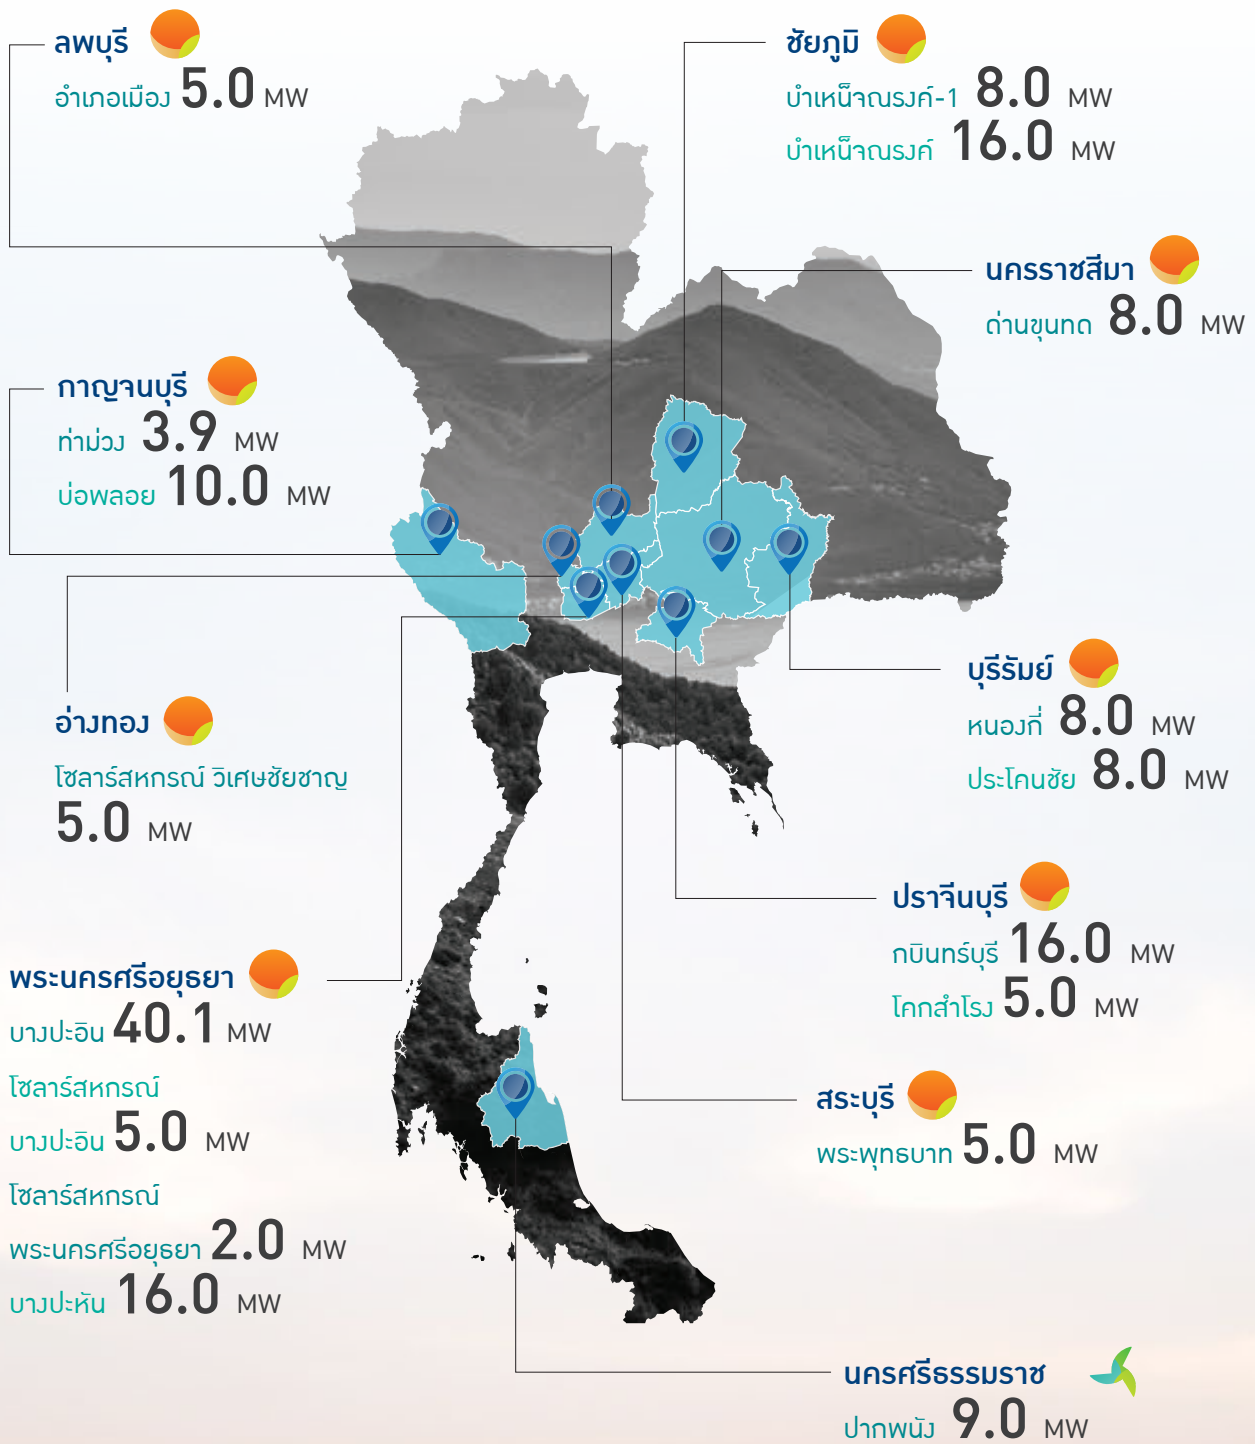 ลพบุรี
อำเภอเมือง 5.0 MW
ชัยภูมิ
บำเหน็จณรงค์-1 8.0 MW
บำเหน็จณรงค์ 16.0 MW
นครราชสีมา
ด่านขุนทด 8.0 MW
กาญจนบุรี
ท่าม่วง 3.9 MW
บ่อพลอย 10.0 MW
อ่างทอง
โซลาร์สหกรณ์ วิเศษชัยชาญ
5.0 MW
บุรีรัมย์
หนองกี่ 8.0 MW
ประโคนชัย 8.0 MW
ปราจีนบุรี
กบินทร์บุรี 16.0 MW
โคกสำโรง 5.0 MW
พระนครศรีอยุธยา
บางปะอิน 40.1 MW
โซลาร์สหกรณ์
บางปะอิน 5.0 MW
โซลาร์สหกรณ์
พระนครศรีอยุธยา 2.0 MW
บางปะหัน 16.0 MW
สระบุรี
พระพุทธบาท 5.0 MW
นครศรีธรรมราช
ปากพนัง 9.0 MW